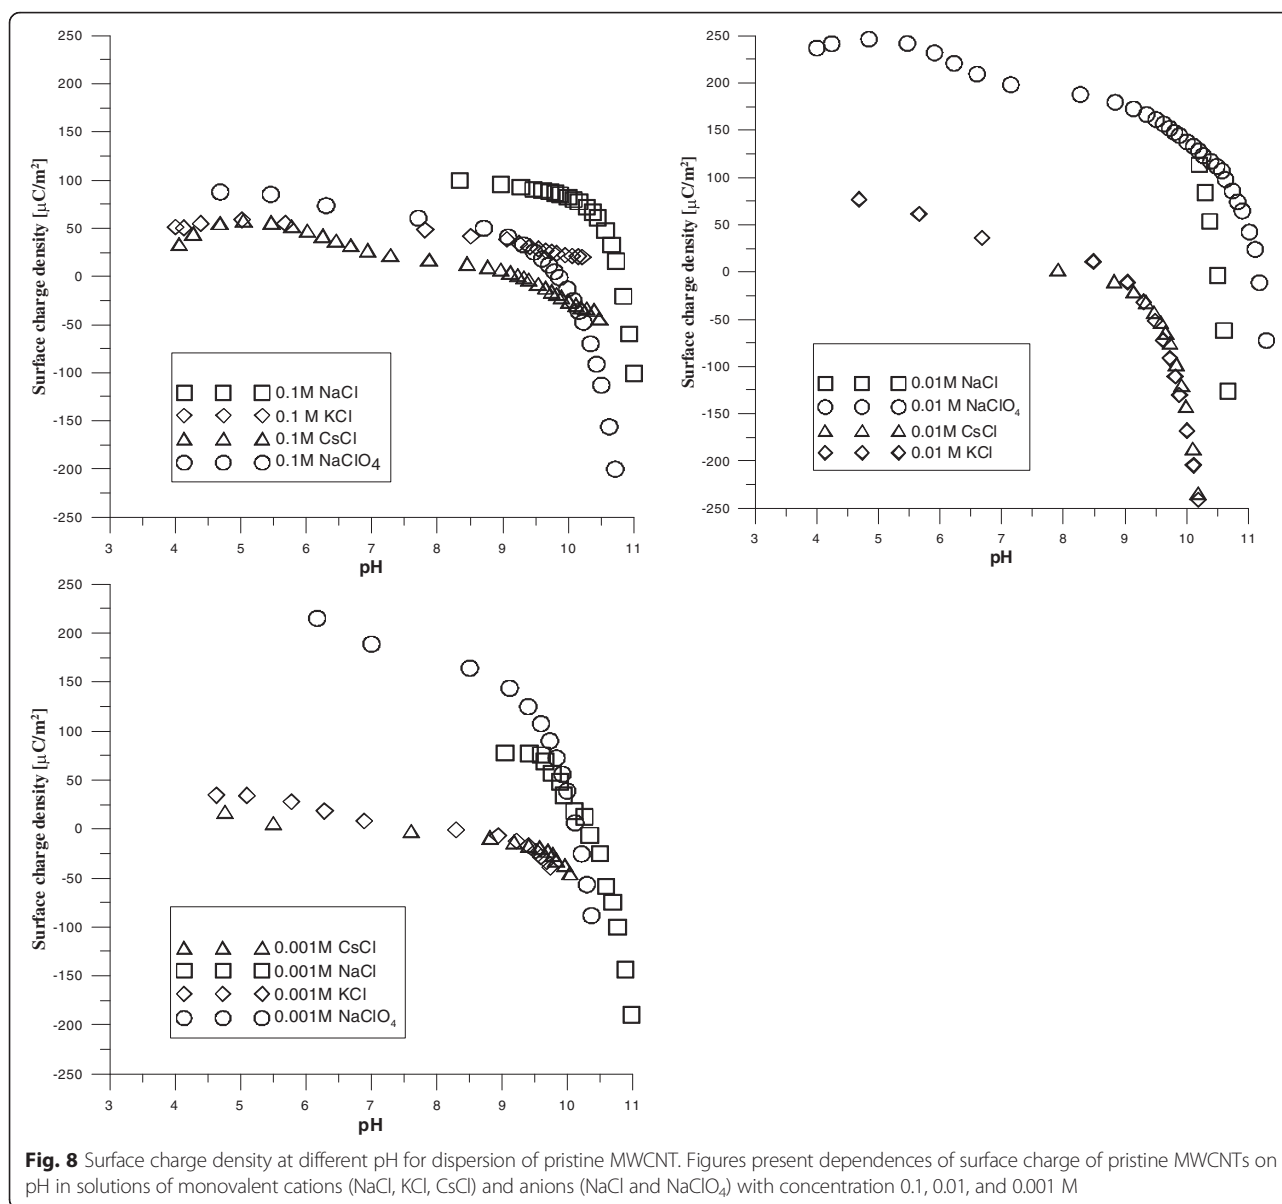 250
200
150
100
50
0
-50
-100
-150
-200
-250
Surface charge density [μC/m²]
0.1M NaCl
0.1 M KCl
0.1M CsCl
0.1M NaClO4
3 4 5 6 7 8 9 10 11
pH
250
200
150
100
50
0
-50
-100
-150
-200
-250
Surface charge density [μC/m²]
0.01M NaCl
0.01 M NaClO₄
0.01M CsCl
0.01 M KCl
3 4 5 6 7 8 9 10 11
pH
250
200
150
100
50
0
-50
-100
-150
-200
-250
Surface charge density [μC/m²]
0.001M CsCl
0.001M NaCl
0.001M KCl
0.001M NaClO₄
3 4 5 6 7 8 9 10 11
pH
Fig. 8 Surface charge density at different pH for dispersion of pristine MWCNT. Figures present dependences of surface charge of pristine MWCNTs on
pH in solutions of monovalent cations (NaCl, KCl, CsCl) and anions (NaCl and NaClO4) with concentration 0.1, 0.01, and 0.001 M